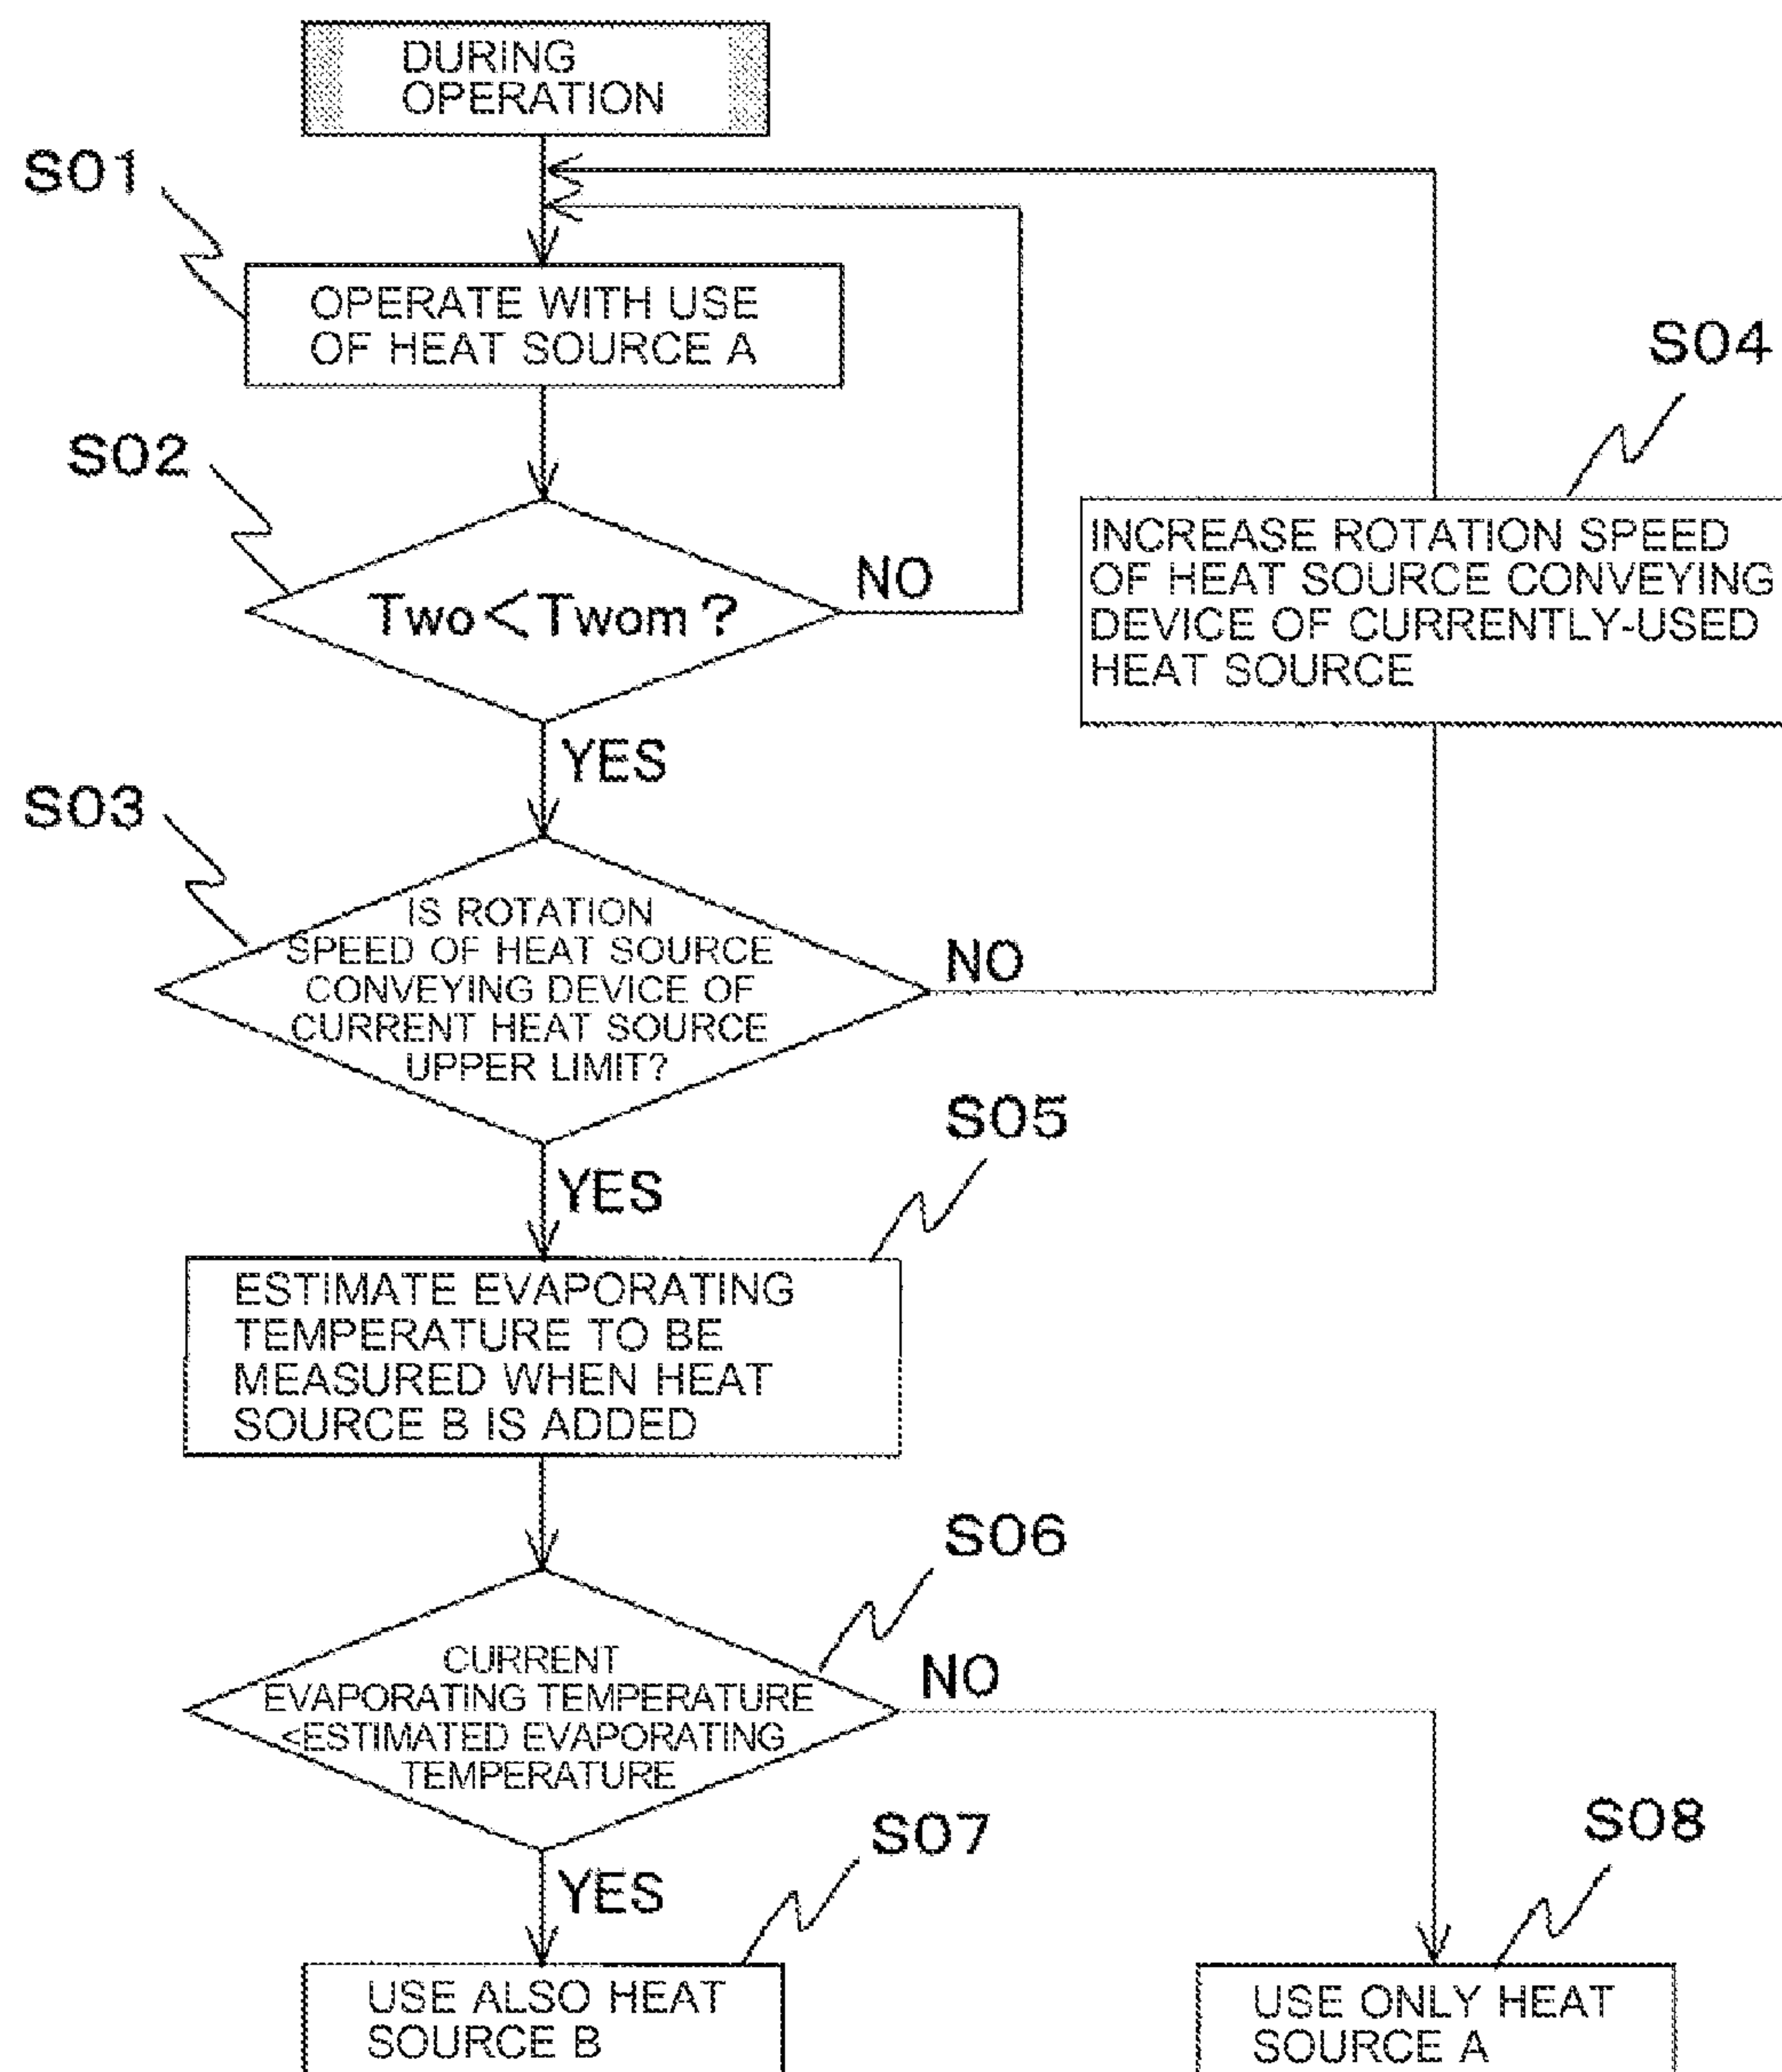 DURING
OPERATION
S01
OPERATE WITH USE
OF HEAT SOURCE A
S02
Two<Twom?
NO
YES
S04
INCREASE ROTATION SPEED
OF HEAT SOURCE CONVEYING
DEVICE OF CURRENTLY-USED
HEAT SOURCE
S03
IS ROTATION
SPEED OF HEAT SOURCE
CONVEYING DEVICE OF
CURRENT HEAT SOURCE
UPPER LIMIT?
NO
YES
S05
ESTIMATE EVAPORATING
TEMPERATURE TO BE
MEASURED WHEN HEAT
SOURCE B IS ADDED
S06
CURRENT
EVAPORATING TEMPERATURE
<ESTIMATED EVAPORATING
TEMPERATURE
NO
YES
S07
USE ALSO HEAT
SOURCE B
S08
USE ONLY HEAT
SOURCE A